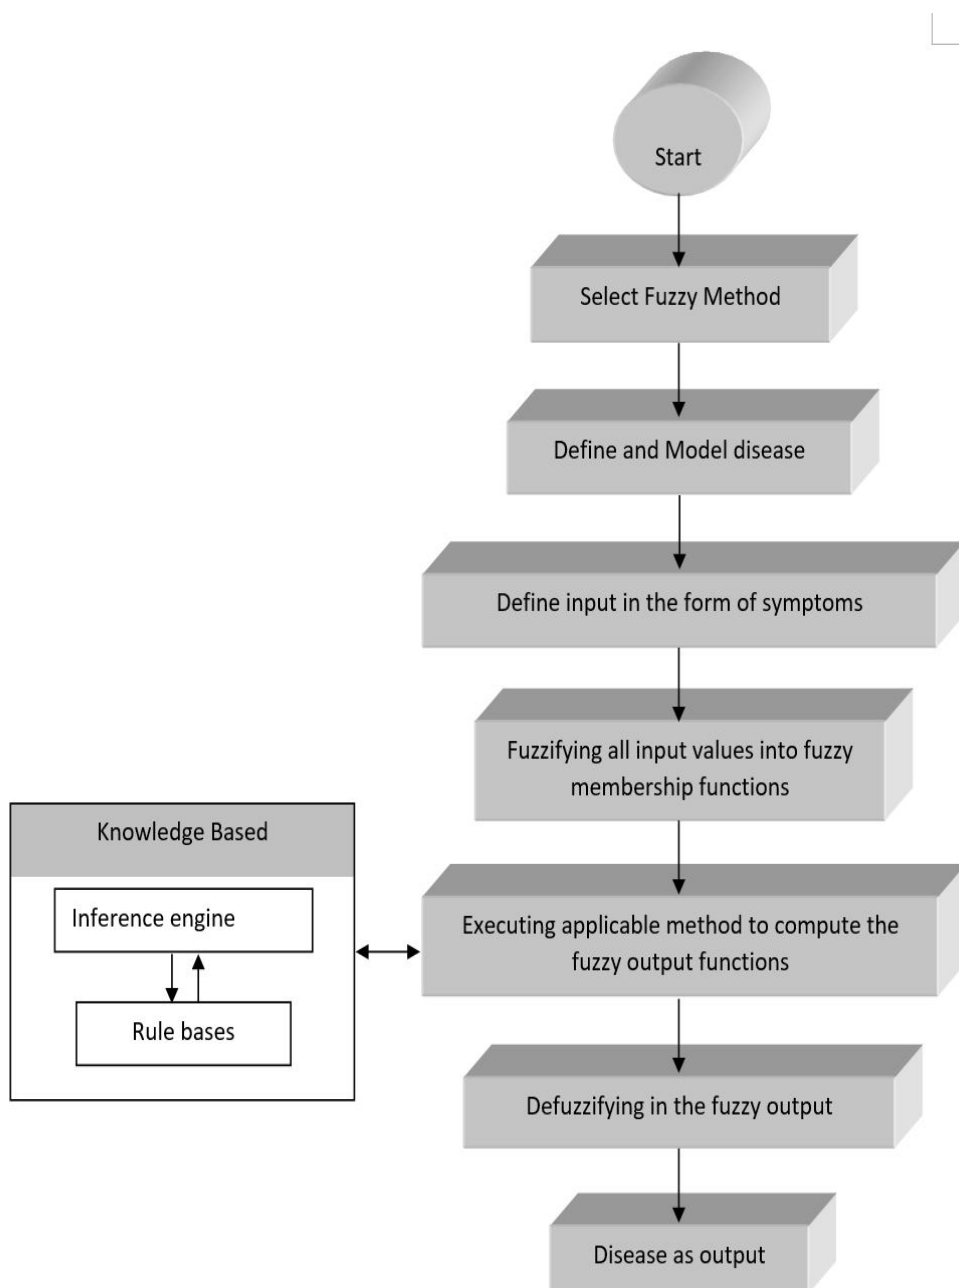 Start
Select Fuzzy Method
Define and Model disease
Define input in the form of symptoms
Fuzzifying all input values into fuzzy
membership functions
Knowledge Based
Inference engine
Rule bases
Executing applicable method to compute the
fuzzy output functions
Defuzzifying in the fuzzy output
Disease as output